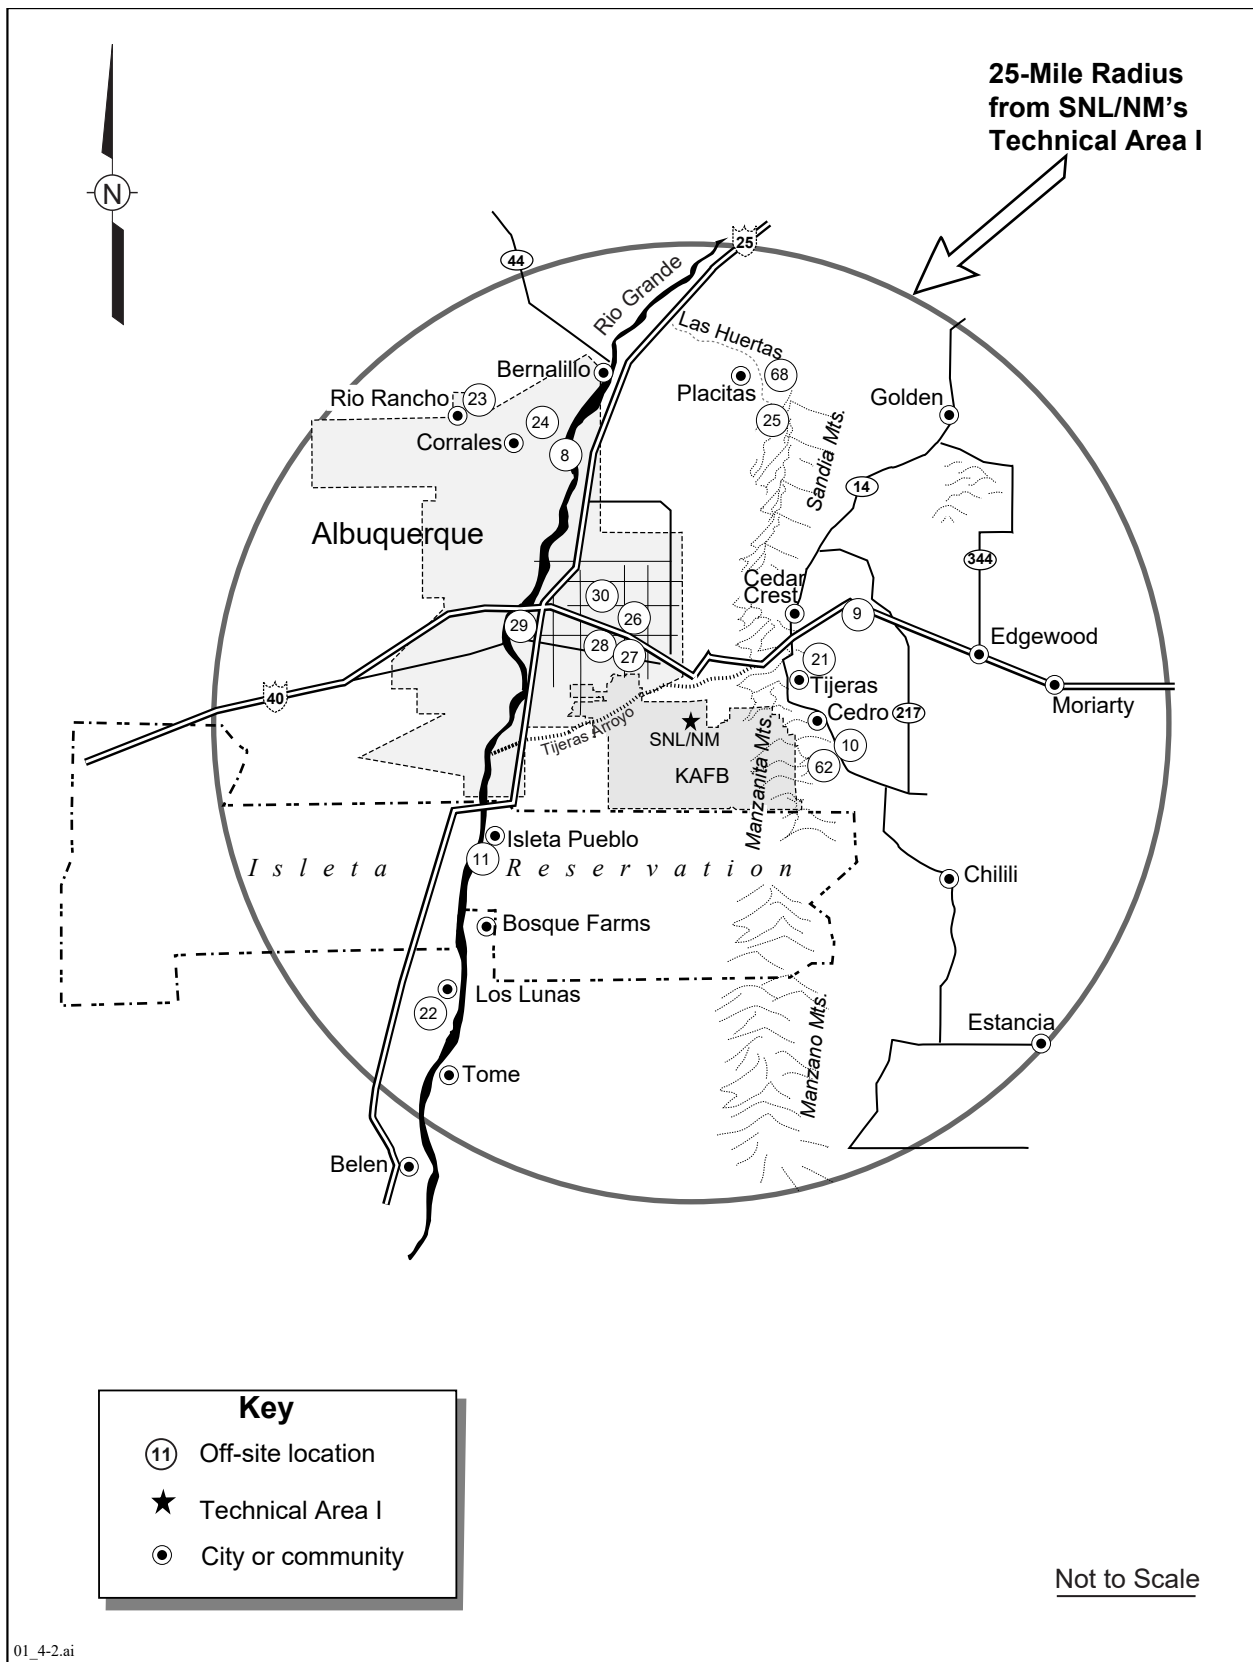 25-Mile Radius
from SNL/NM's
Technical Area I
N
25
44
Rio Grande
Las Huertas
Bernalillo
68
Placitas
Rio Rancho
23
Golden
24
25
Corrales
8
Sandia Mts.
14
Albuquerque
344
Cedar
Crest
30
9
26
29
Edgewood
28
27
21
Tijeras
Moriarty
40
Cedro
217
Tijeras Arroyo
SNL/NM
10
KAFB
62
Manzanita Mts.
Isleta Pueblo
11
Isleta Reservation
Chilili
Bosque Farms
Los Lunas
22
Manzano Mts.
Estancia
Tome
Belen
Key
11 Off-site location
Technical Area I
City or community
Not to Scale
01_4-2.ai